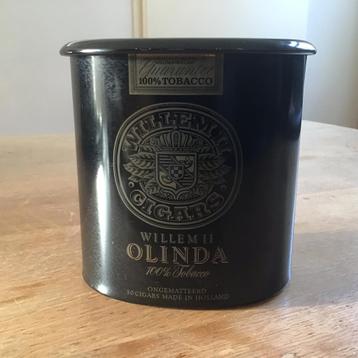 Guaranteed
100% TOBACCO
WILLEM II
CIGARS
WILLEM II
OLINDA
100% Tobacco
ONGEMATTEERD
50 CIGARS MADE IN HOLLAND